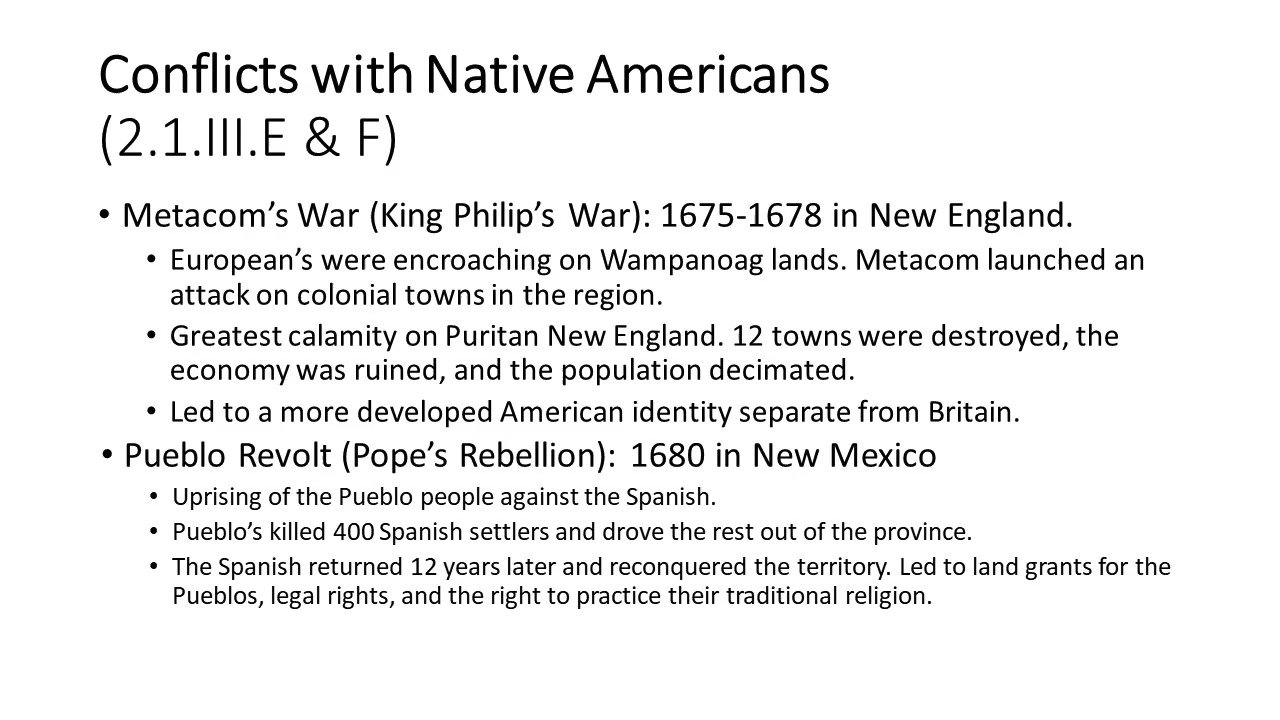 Conflicts with Native Americans
(2.1.III.E & F)
• Metacom’s War (King Philip’s War): 1675-1678 in New England.
• European’s were encroaching on Wampanoag lands. Metacom launched an
attack on colonial towns in the region.
• Greatest calamity on Puritan New England. 12 towns were destroyed, the
economy was ruined, and the population decimated.
• Led to a more developed American identity separate from Britain.
• Pueblo Revolt (Pope’s Rebellion): 1680 in New Mexico
• Uprising of the Pueblo people against the Spanish.
• Pueblo’s killed 400 Spanish settlers and drove the rest out of the province.
• The Spanish returned 12 years later and reconquered the territory. Led to land grants for the
Pueblos, legal rights, and the right to practice their traditional religion.